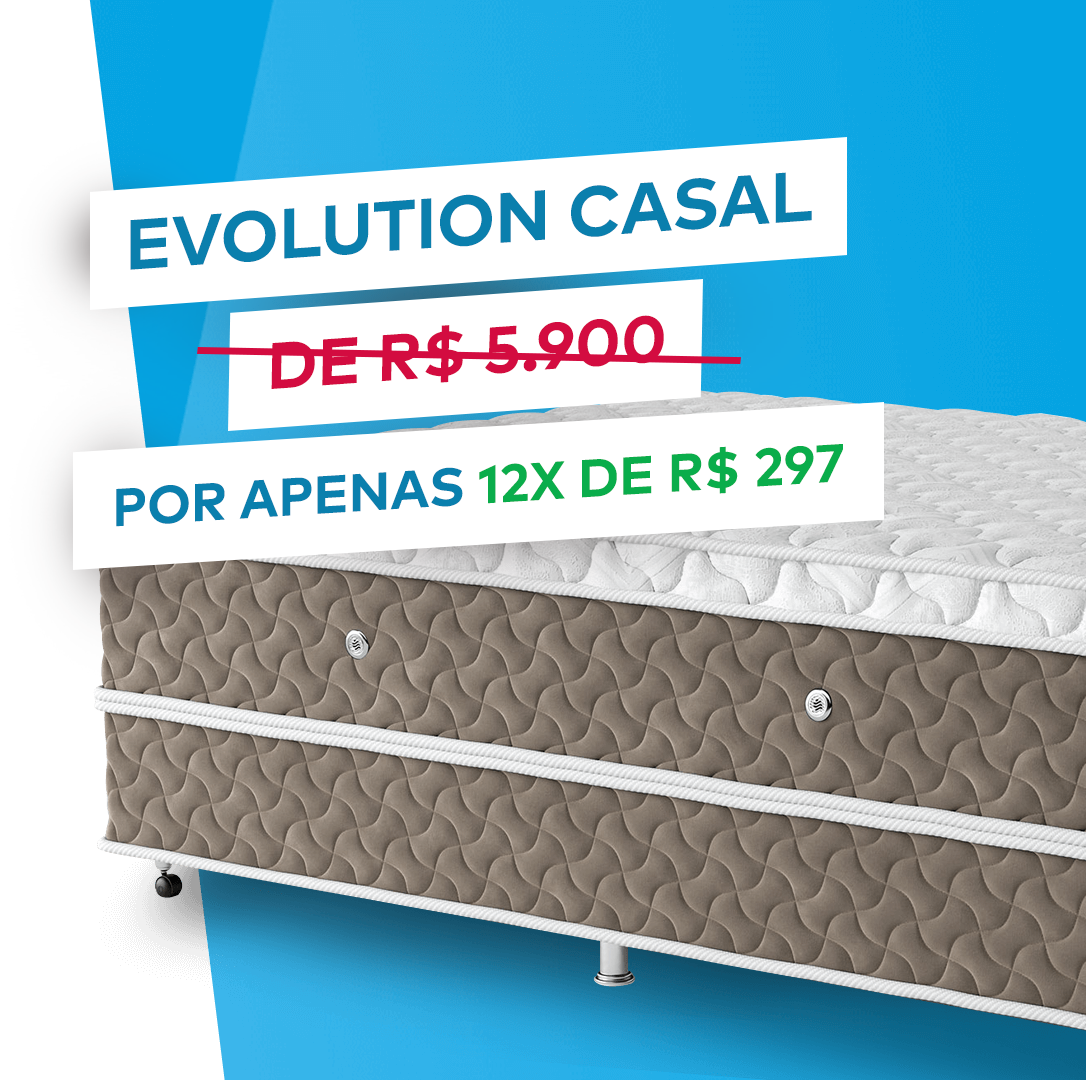 EVOLUTION CASAL
DE R$ 5.900
POR APENAS 12X DE R$ 297